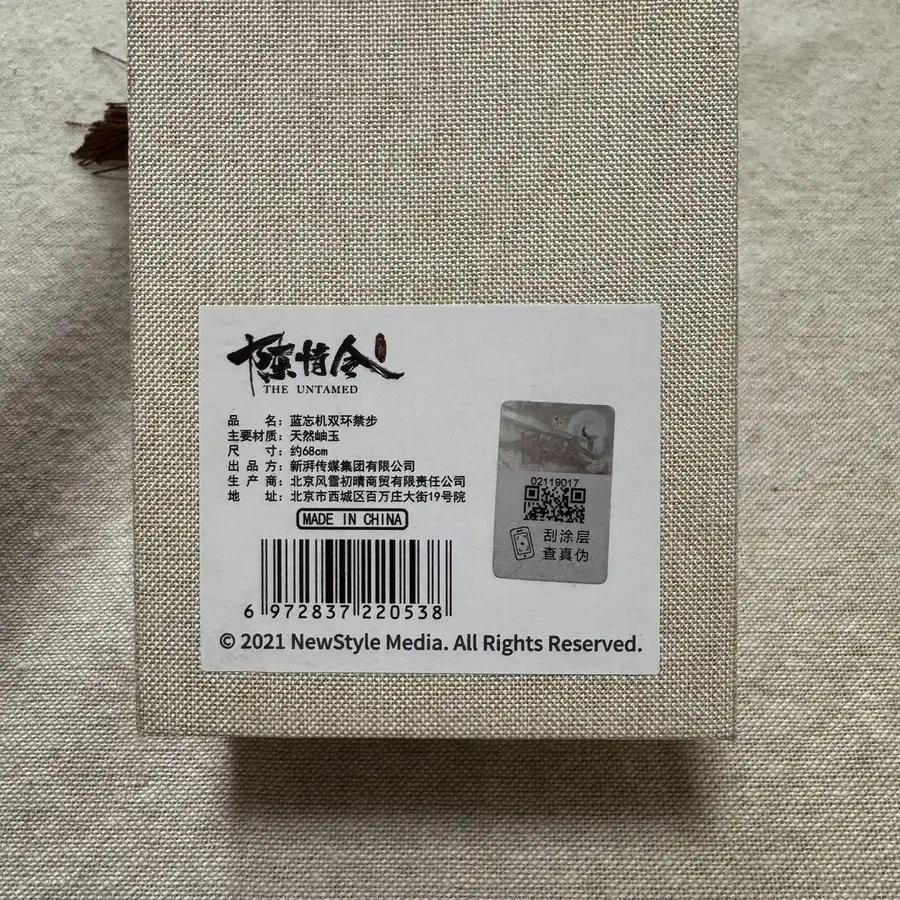 陈情令
THE UNTAMED
品 名：蓝忘机双环禁步
主要材质：天然岫玉
尺 寸：约68cm
出 品 方：新湃传媒集团有限公司
生 产 商：北京风雪初晴商贸有限责任公司
地 址：北京市西城区百万庄大街19号院
MADE IN CHINA
6 972837 220538
© 2021 NewStyle Media. All Rights Reserved.
02119017
刮涂层
查真伪